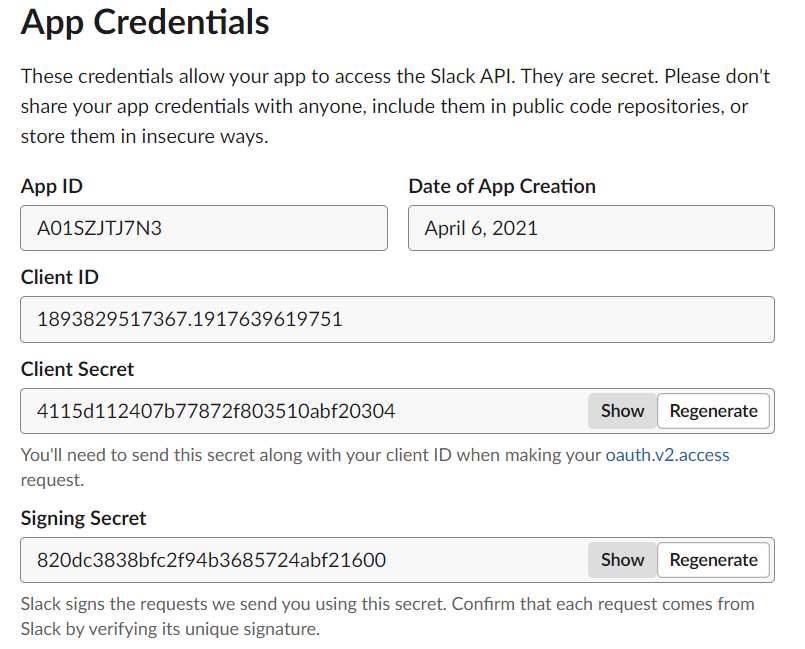 App Credentials
These credentials allow your app to access the Slack API. They are secret. Please don't
share your app credentials with anyone, include them in public code repositories, or
store them in insecure ways.
App ID
Date of App Creation
A01SZJTJ7N3
April 6, 2021
Client ID
1893829517367.1917639619751
Client Secret
4115d112407b77872f803510abf20304
Show
Regenerate
You'll need to send this secret along with your client ID when making your oauth.v2.access
request.
Signing Secret
820dc3838bfc2f94b3685724abf21600
Show
Regenerate
Slack signs the requests we send you using this secret. Confirm that each request comes from
Slack by verifying its unique signature.